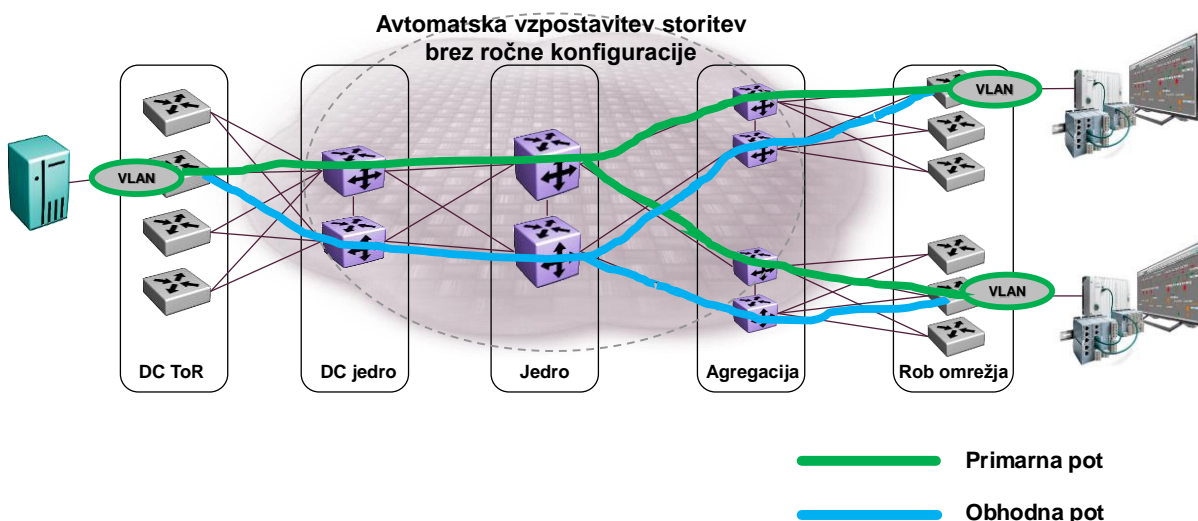 Avtomatska vzpostavitev storitev
brez ročne konfiguracije
VLAN
VLAN
VLAN
DC ToR
DC jedro
Jedro
Agregacija
Rob omrežja
Primarna pot
Obhodna pot